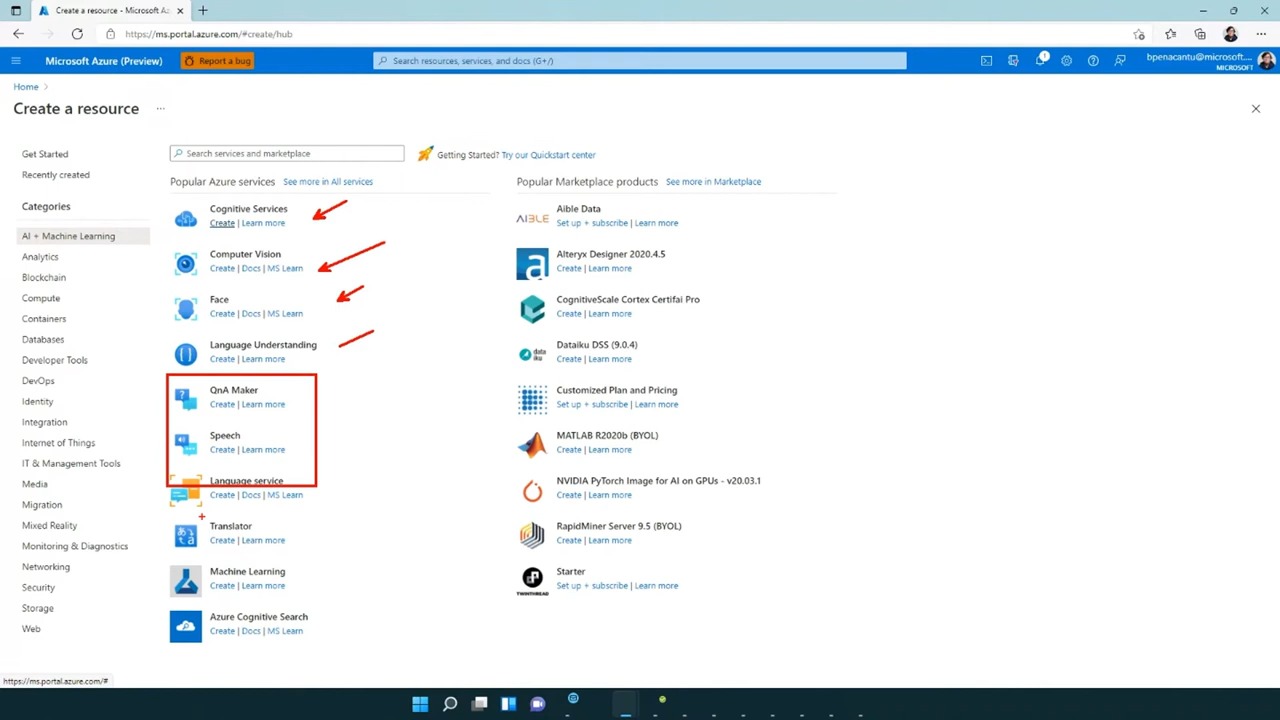 Create a resource - Microsoft Az
https://ms.portal.azure.com/#create/hub
Microsoft Azure (Preview)
Report a bug
Search resources, services, and docs (G+/)
1
bpenacantu@microsoft....
MICROSOFT
Home
Create a resource
Get Started
Recently created
Categories
AI + Machine Learning
Analytics
Blockchain
Compute
Containers
Databases
Developer Tools
DevOps
Identity
Integration
Internet of Things
IT & Management Tools
Media
Migration
Mixed Reality
Monitoring & Diagnostics
Networking
Security
Storage
Web
Search services and marketplace
Getting Started? Try our Quickstart center
Popular Azure services See more in All services
Cognitive Services
Create | Learn more
Computer Vision
Create | Docs | MS Learn
Face
Create | Docs | MS Learn
Language Understanding
Create | Learn more
QnA Maker
Create | Learn more
Speech
Create | Learn more
Language service
Create | Docs | MS Learn
Translator
Create | Learn more
Machine Learning
Create | Learn more
Azure Cognitive Search
Create | Docs | MS Learn
Popular Marketplace products See more in Marketplace
AIBLE
Aible Data
Set up + subscribe | Learn more
Alteryx Designer 2020.4.5
Create | Learn more
CognitiveScale Cortex Certifai Pro
Create | Learn more
data
iku
Dataiku DSS (9.0.4)
Create | Learn more
Customized Plan and Pricing
Set up + subscribe | Learn more
MATLAB R2020b (BYOL)
Create | Learn more
NVIDIA PyTorch Image for AI on GPUs - v20.03.1
Create | Learn more
RapidMiner Server 9.5 (BYOL)
Create | Learn more
TWINTHREAD
Starter
Set up + subscribe | Learn more
https://ms.portal.azure.com/#